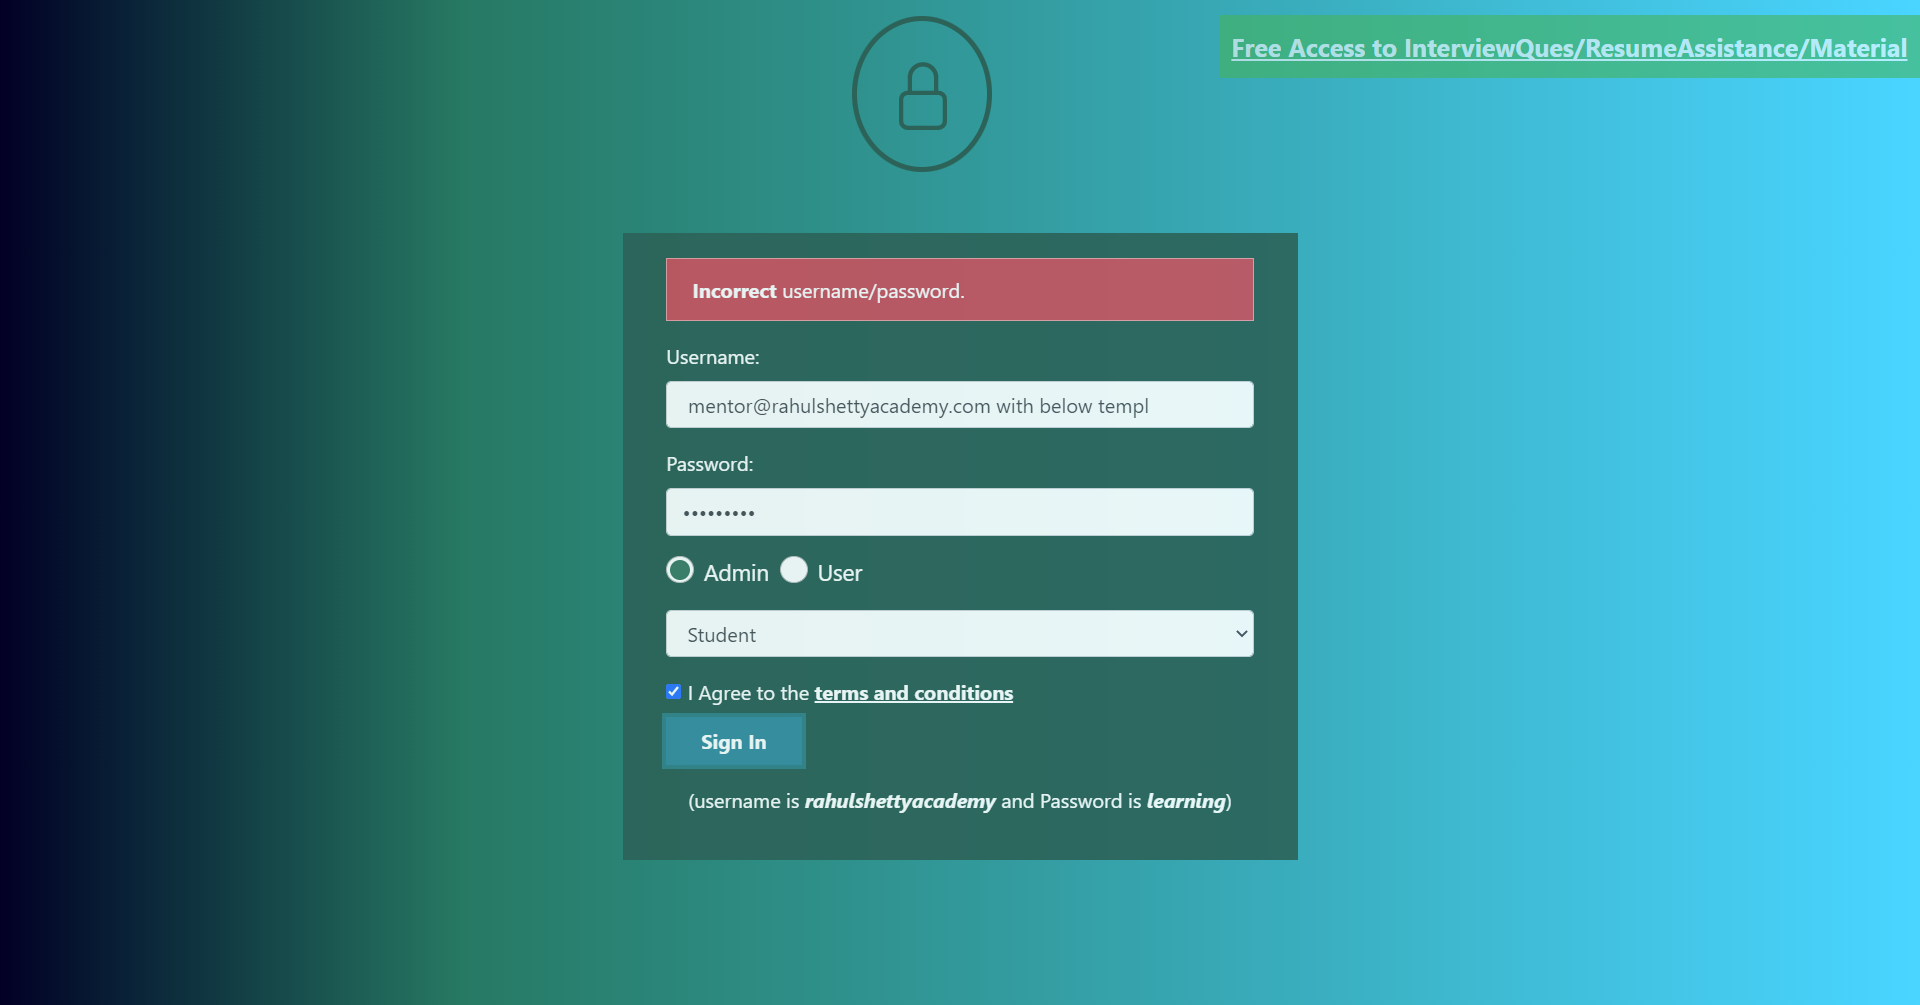 Free Access to InterviewQues/ResumeAssistance/Material
Incorrect username/password.
Username:
mentor@rahulshettyacademy.com with below templ
Password:
•••••••••
Admin User
Student
I Agree to the terms and conditions
Sign In
(username is rahulshettyacademy and Password is learning)